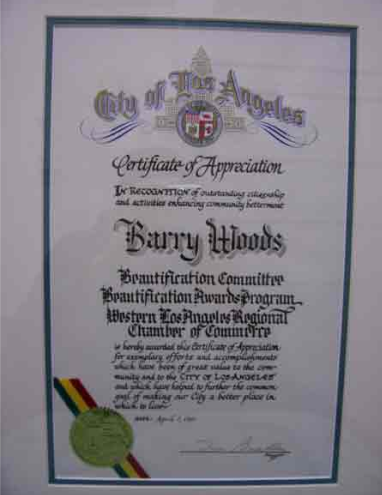 City of Los Angeles
Certificate of Appreciation
IN RECOGNITION of outstanding citizenship
and activities enhancing community betterment
Barry Woods
Beautification Committee
Beautification Awards Program
Western Los Angeles Regional
Chamber of Commerce
is hereby awarded this Certificate of Appreciation
for exemplary efforts and accomplishments
which have been of great value to the com-
munity and to the CITY OF LOS ANGELES
and which have helped to further the common
goal of making our City a better place in
which to live.
DATE: April